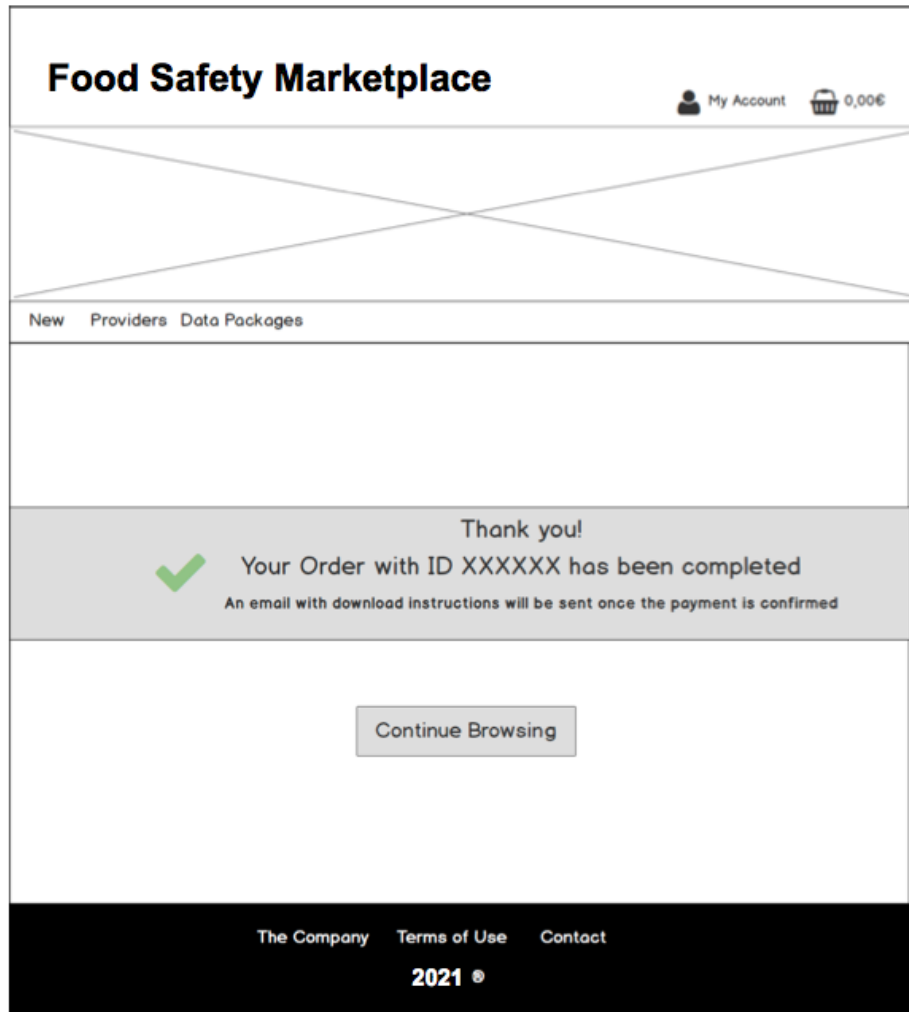 Food Safety Marketplace
My Account 0,00€
New Providers Data Packages
Thank you!
Your Order with ID XXXXXX has been completed
An email with download instructions will be sent once the payment is confirmed
Continue Browsing
The Company Terms of Use Contact
2021 ®